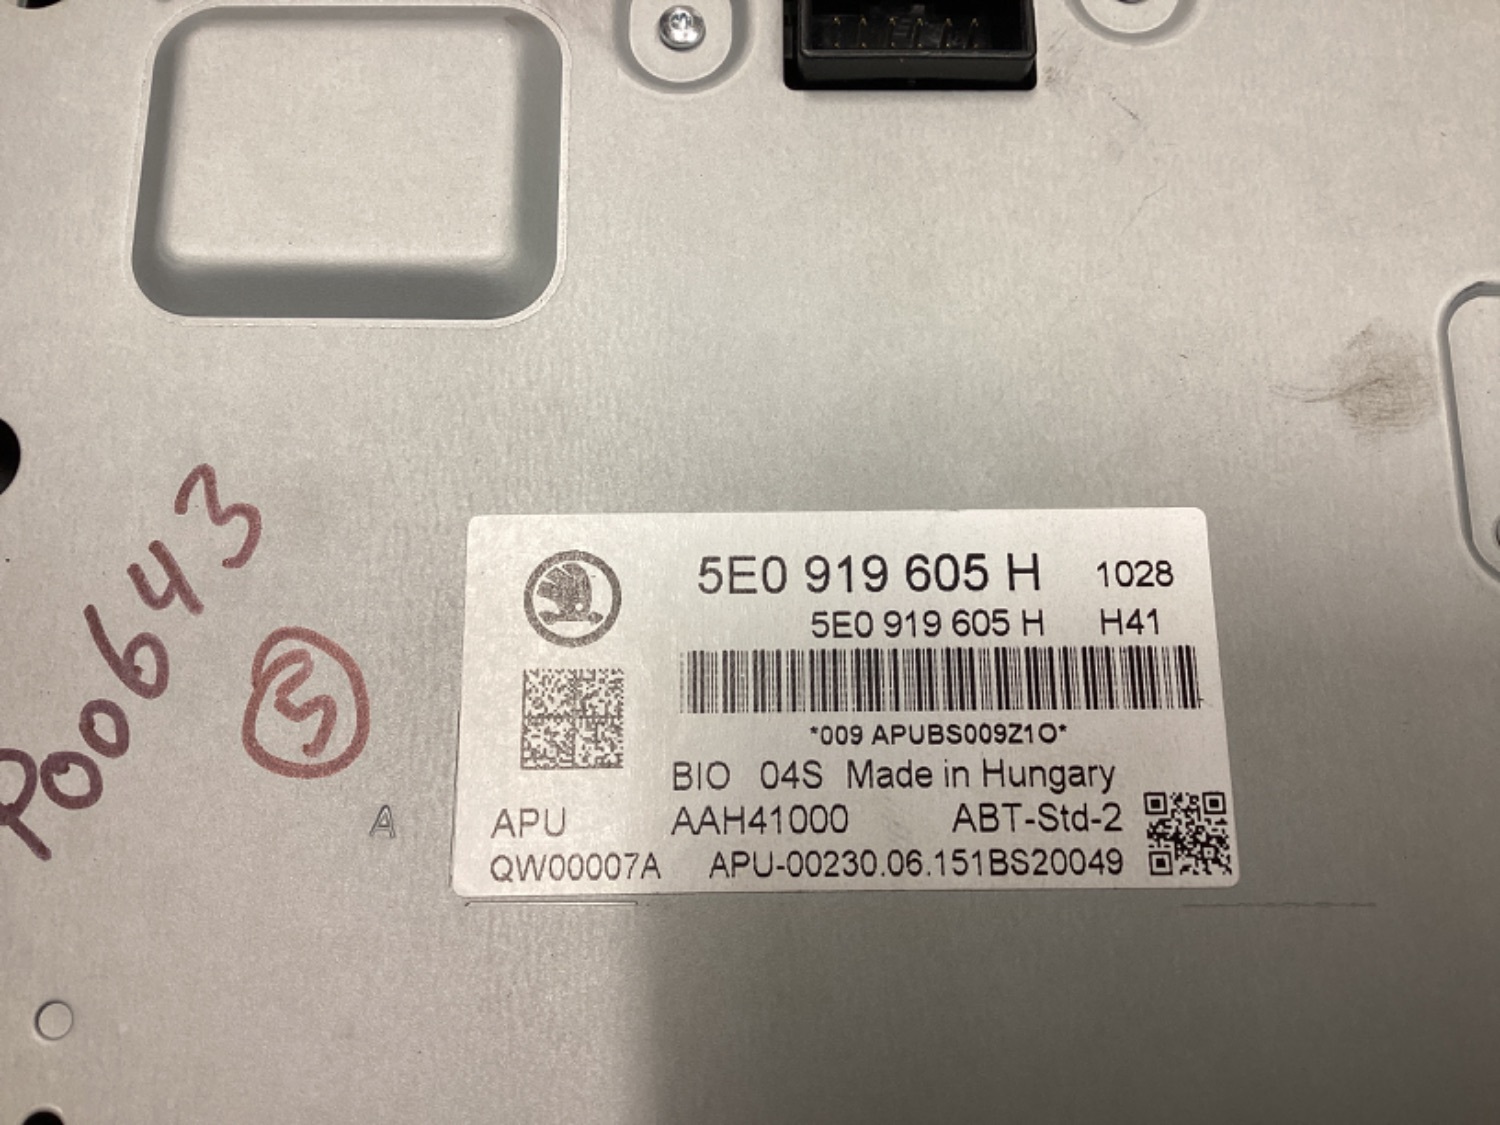 P00643
3
A
5E0 919 605 H 1028
5E0 919 605 H H41
*009 APUBS009Z1O*
BIO 04S Made in Hungary
APU AAH41000 ABT-Std-2
QW00007A APU-00230.06.151BS20049